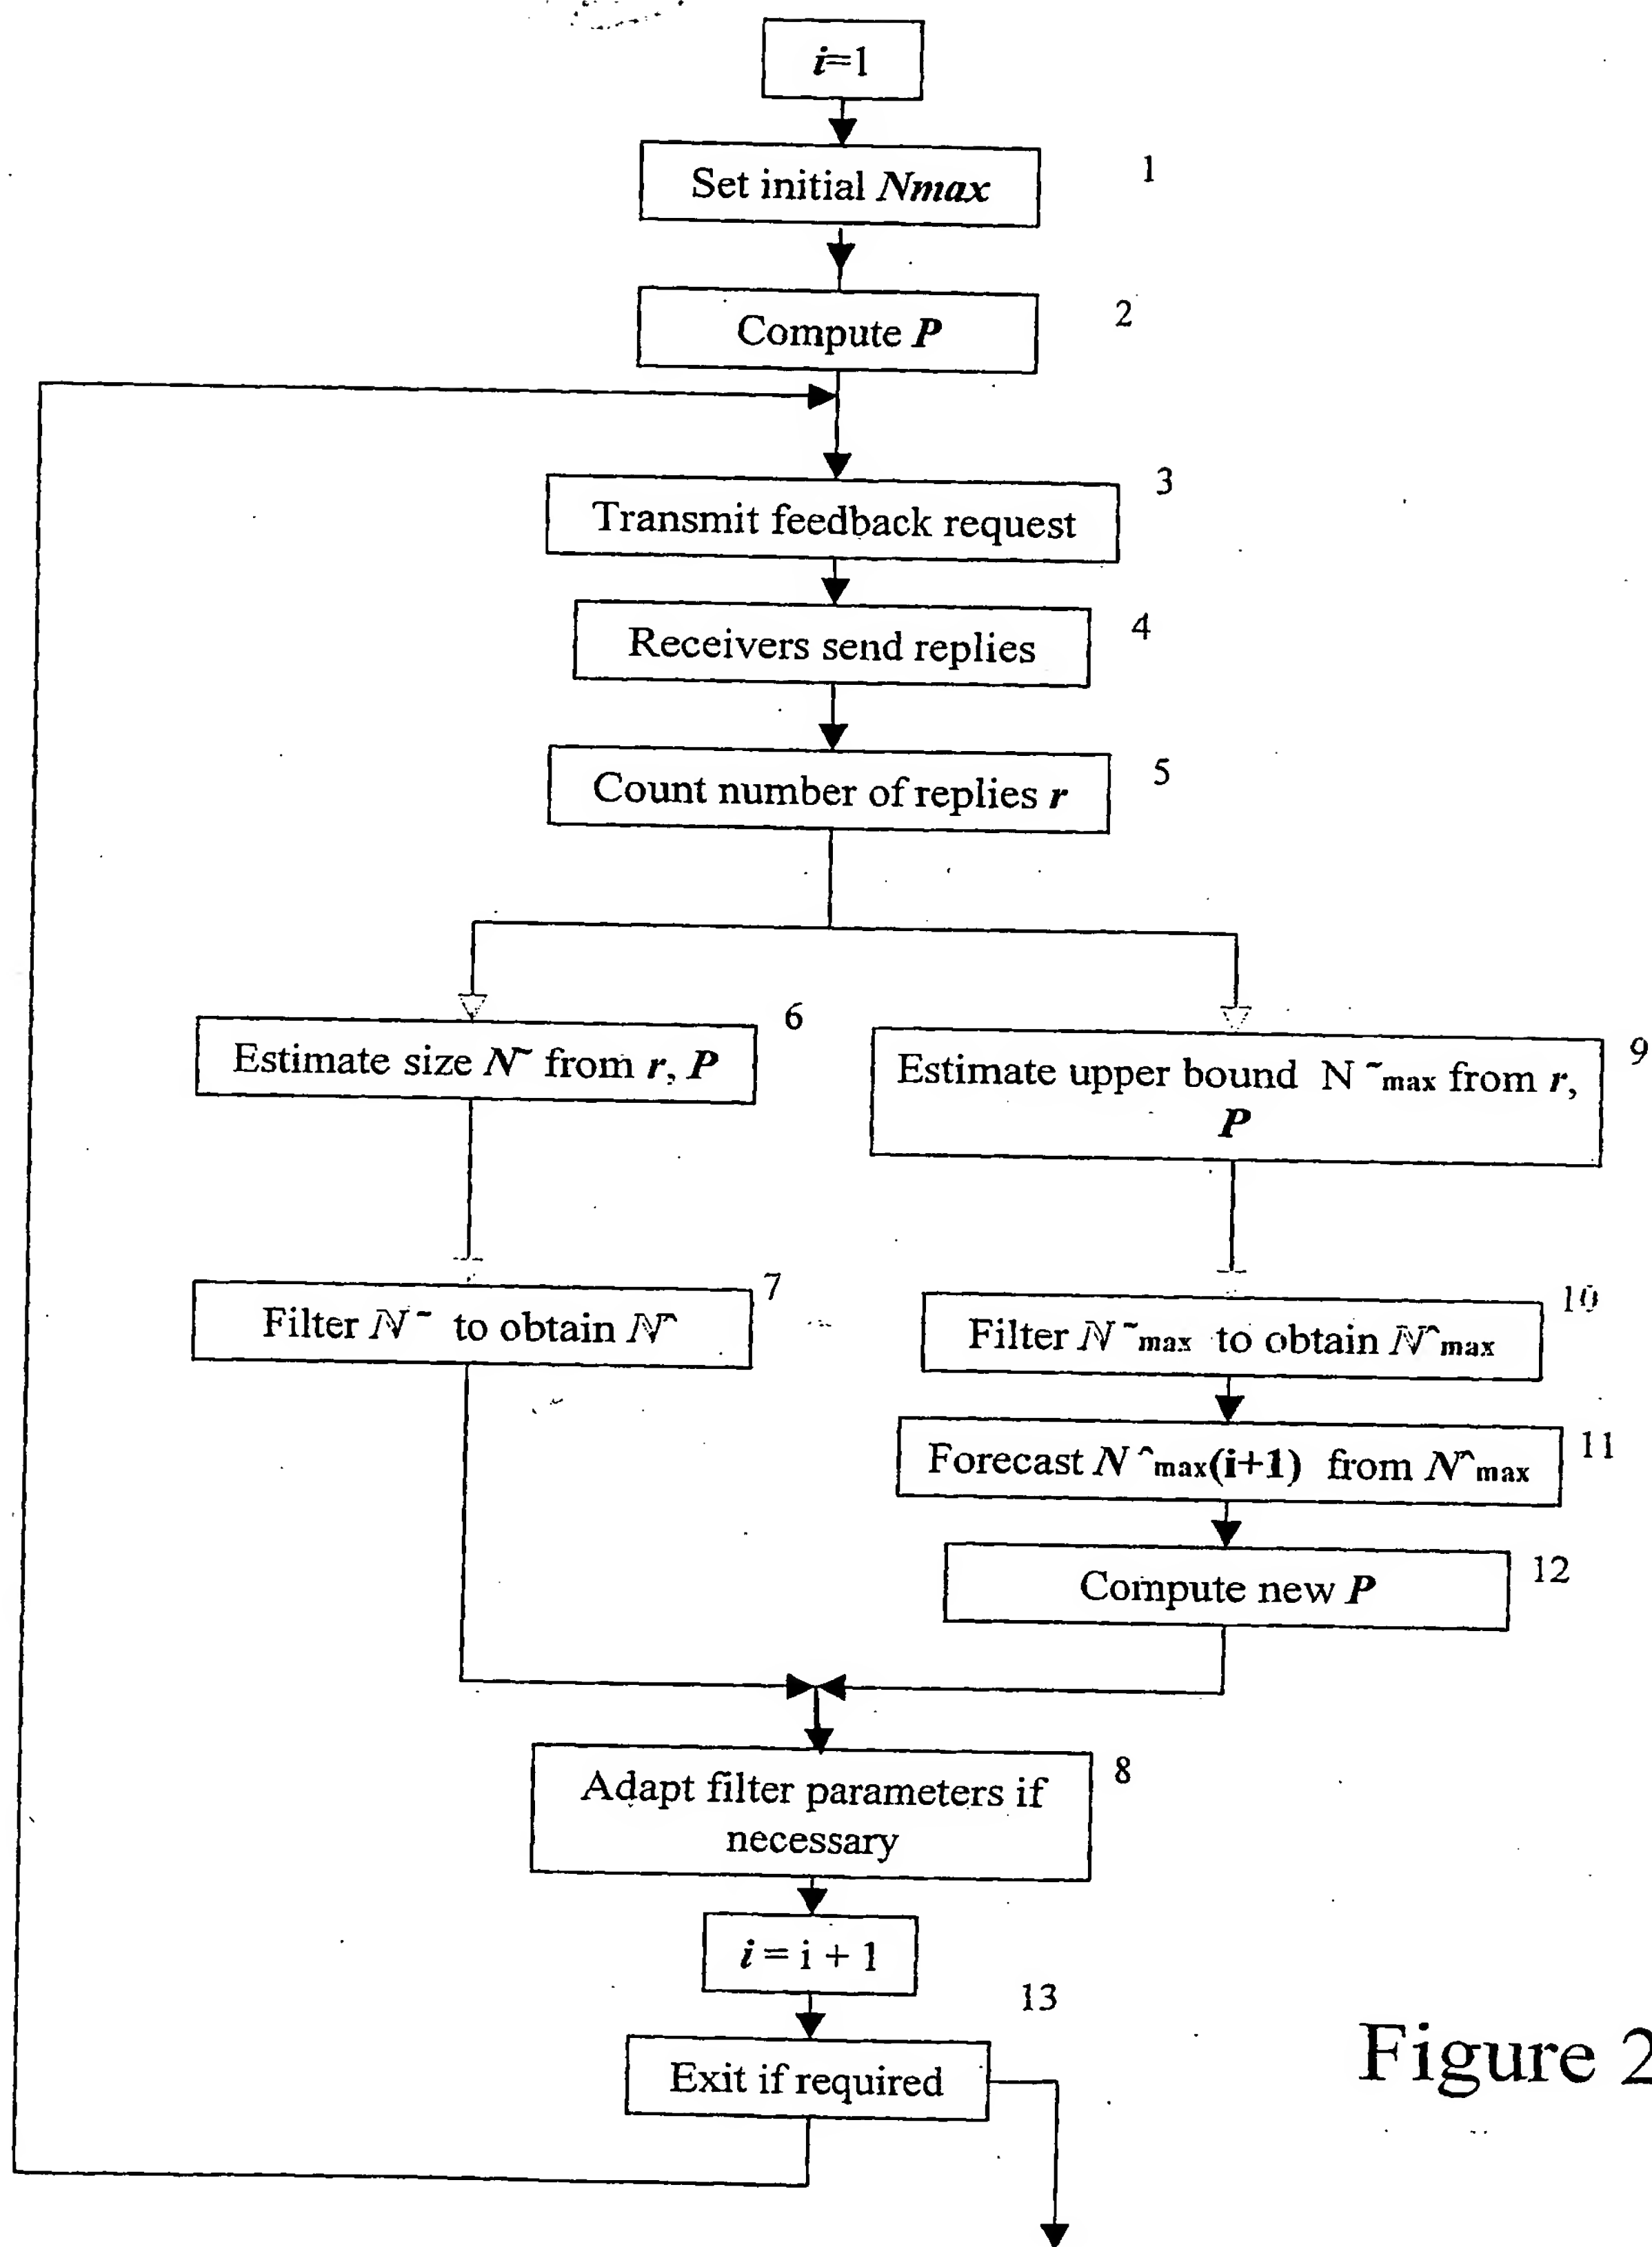 i=1
Set initial Nmax
1
Compute P
2
Transmit feedback request
3
Receivers send replies
4
Count number of replies r
5
Estimate size N~ from r, P
6
Estimate upper bound N ~max from r,
P
9
Filter N~ to obtain N^
7
Filter N~max to obtain N^max
10
Forecast N^max(i+1) from N^max
11
Compute new P
12
Adapt filter parameters if
necessary
8
i = i + 1
Exit if required
13
Figure 2